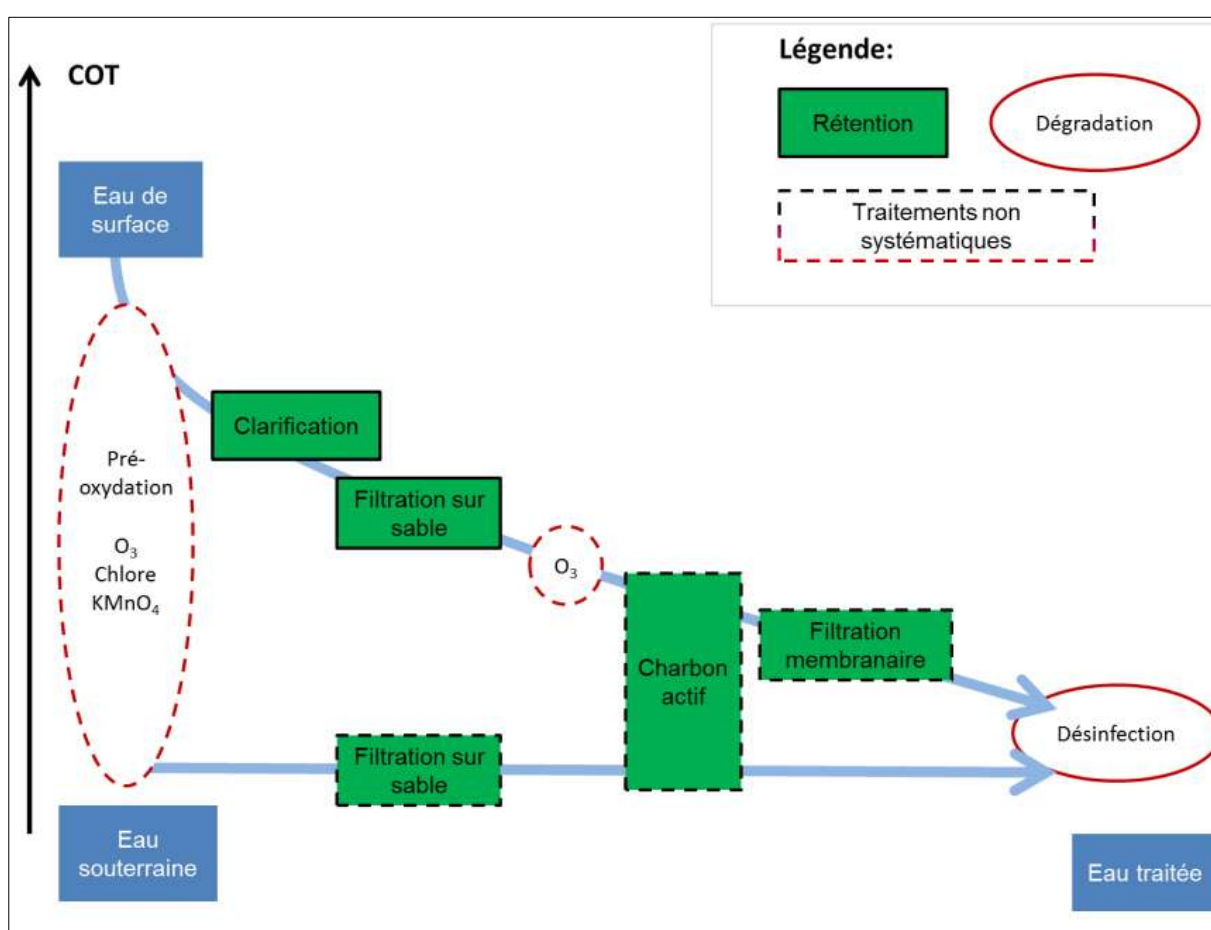 COT
Légende:
Rétention
Dégradation
Traitements non
systématiques
Eau de
surface
Pré-
oxydation
O₃
Chlore
KMnO₄
Clarification
Filtration sur
sable
O₃
Charbon
actif
Filtration
membranaire
Désinfection
Filtration sur
sable
Eau
souterraine
Eau traitée